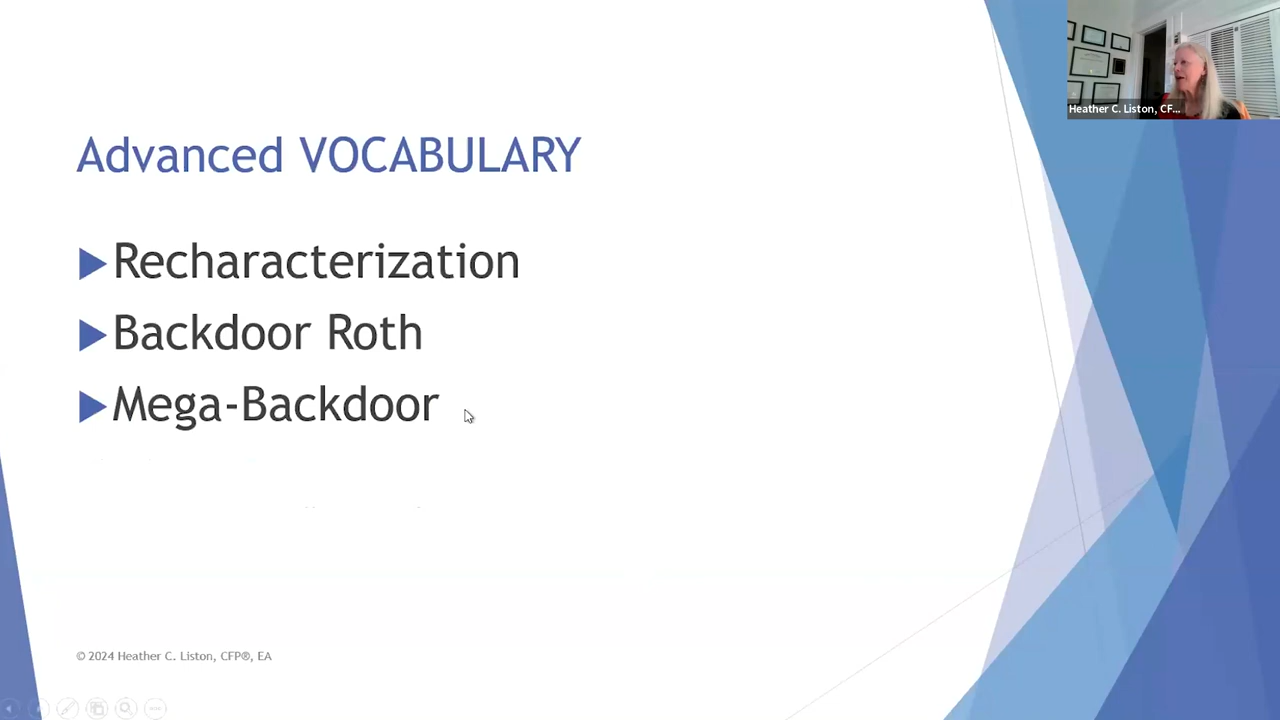 Heather C. Liston, CF...
Advanced VOCABULARY
Recharacterization
Backdoor Roth
Mega-Backdoor
© 2024 Heather C. Liston, CFP®, EA